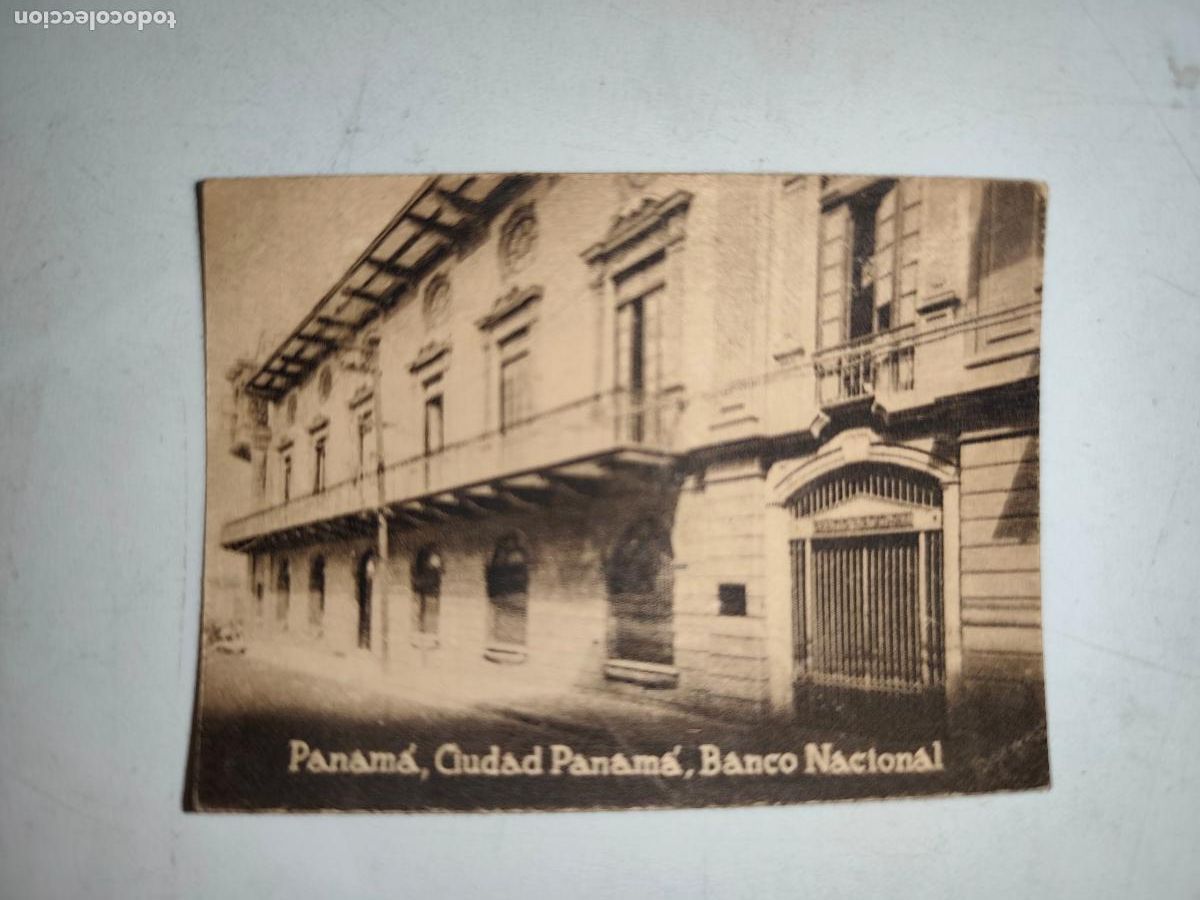 todocoleccion
Panamá, Ciudad Panamá, Banco Nacional